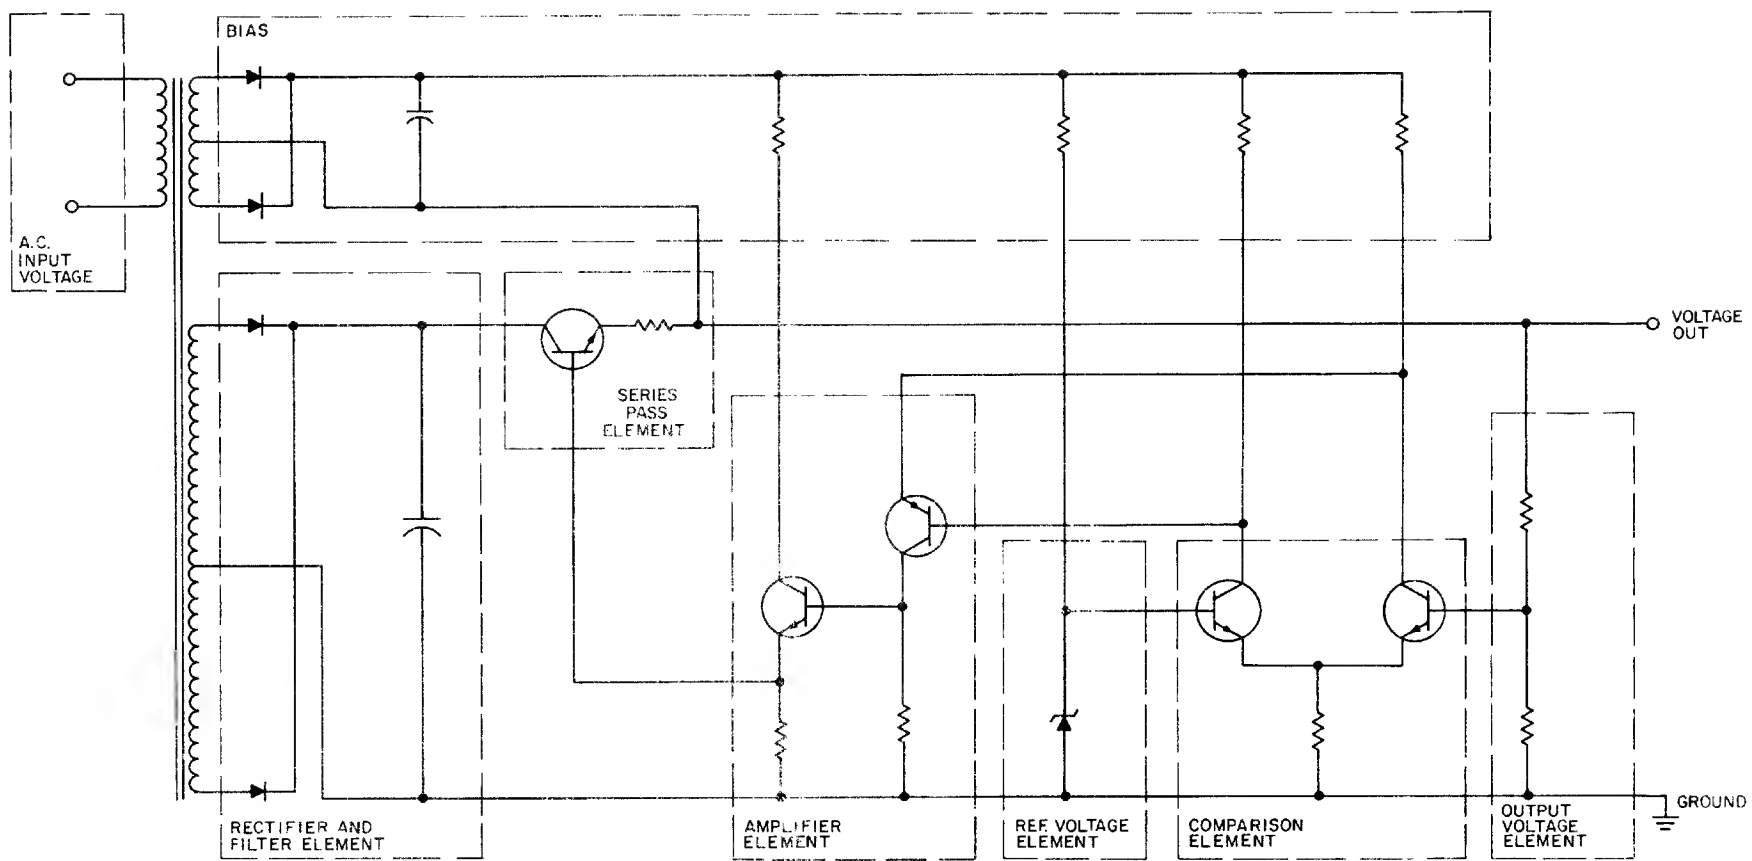 BIAS
A.C.
INPUT
VOLTAGE
VOLTAGE
OUT
SERIES
PASS
ELEMENT
RECTIFIER AND
FILTER ELEMENT
AMPLIFIER
ELEMENT
REF. VOLTAGE
ELEMENT
COMPARISON
ELEMENT
OUTPUT
VOLTAGE
ELEMENT
GROUND